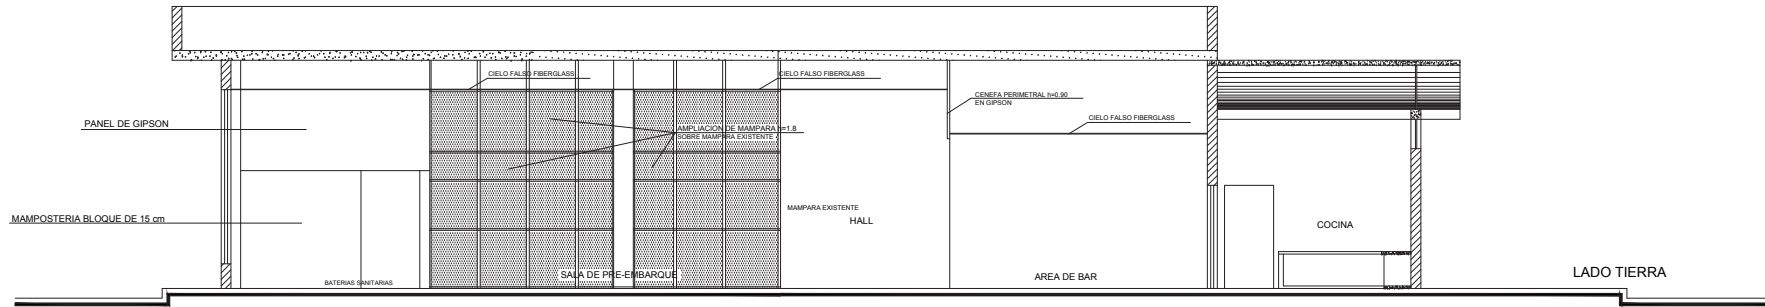 CIELO FALSO FIBERGLASS
CIELO FALSO FIBERGLASS
CENEFA PERIMETRAL h=0.90
EN GIPSON
CIELO FALSO FIBERGLASS
PANEL DE GIPSON
AMPLIACION DE MAMPARA h=1.8
SOBRE MAMPARA EXISTENTE
MAMPARA EXISTENTE
HALL
MAMPOSTERIA BLOQUE DE 15 cm
COCINA
SALA DE PRE-EMBARQUE
AREA DE BAR
LADO TIERRA
BATERIAS SANITARIAS